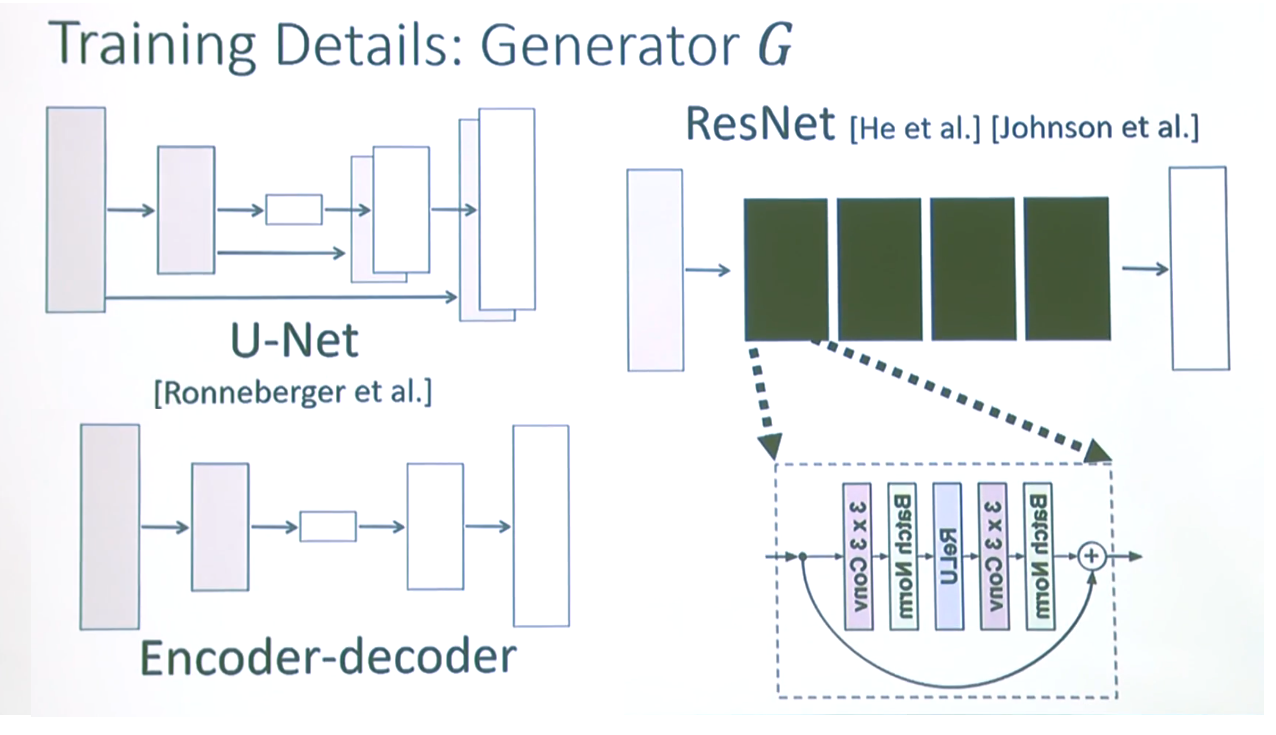 Training Details: Generator G
ResNet [He et al.] [Johnson et al.]
U-Net
[Ronneberger et al.]
Encoder-decoder
3 x 3 Conv
Batch Norm
ReLU
3 x 3 Conv
Batch Norm
+